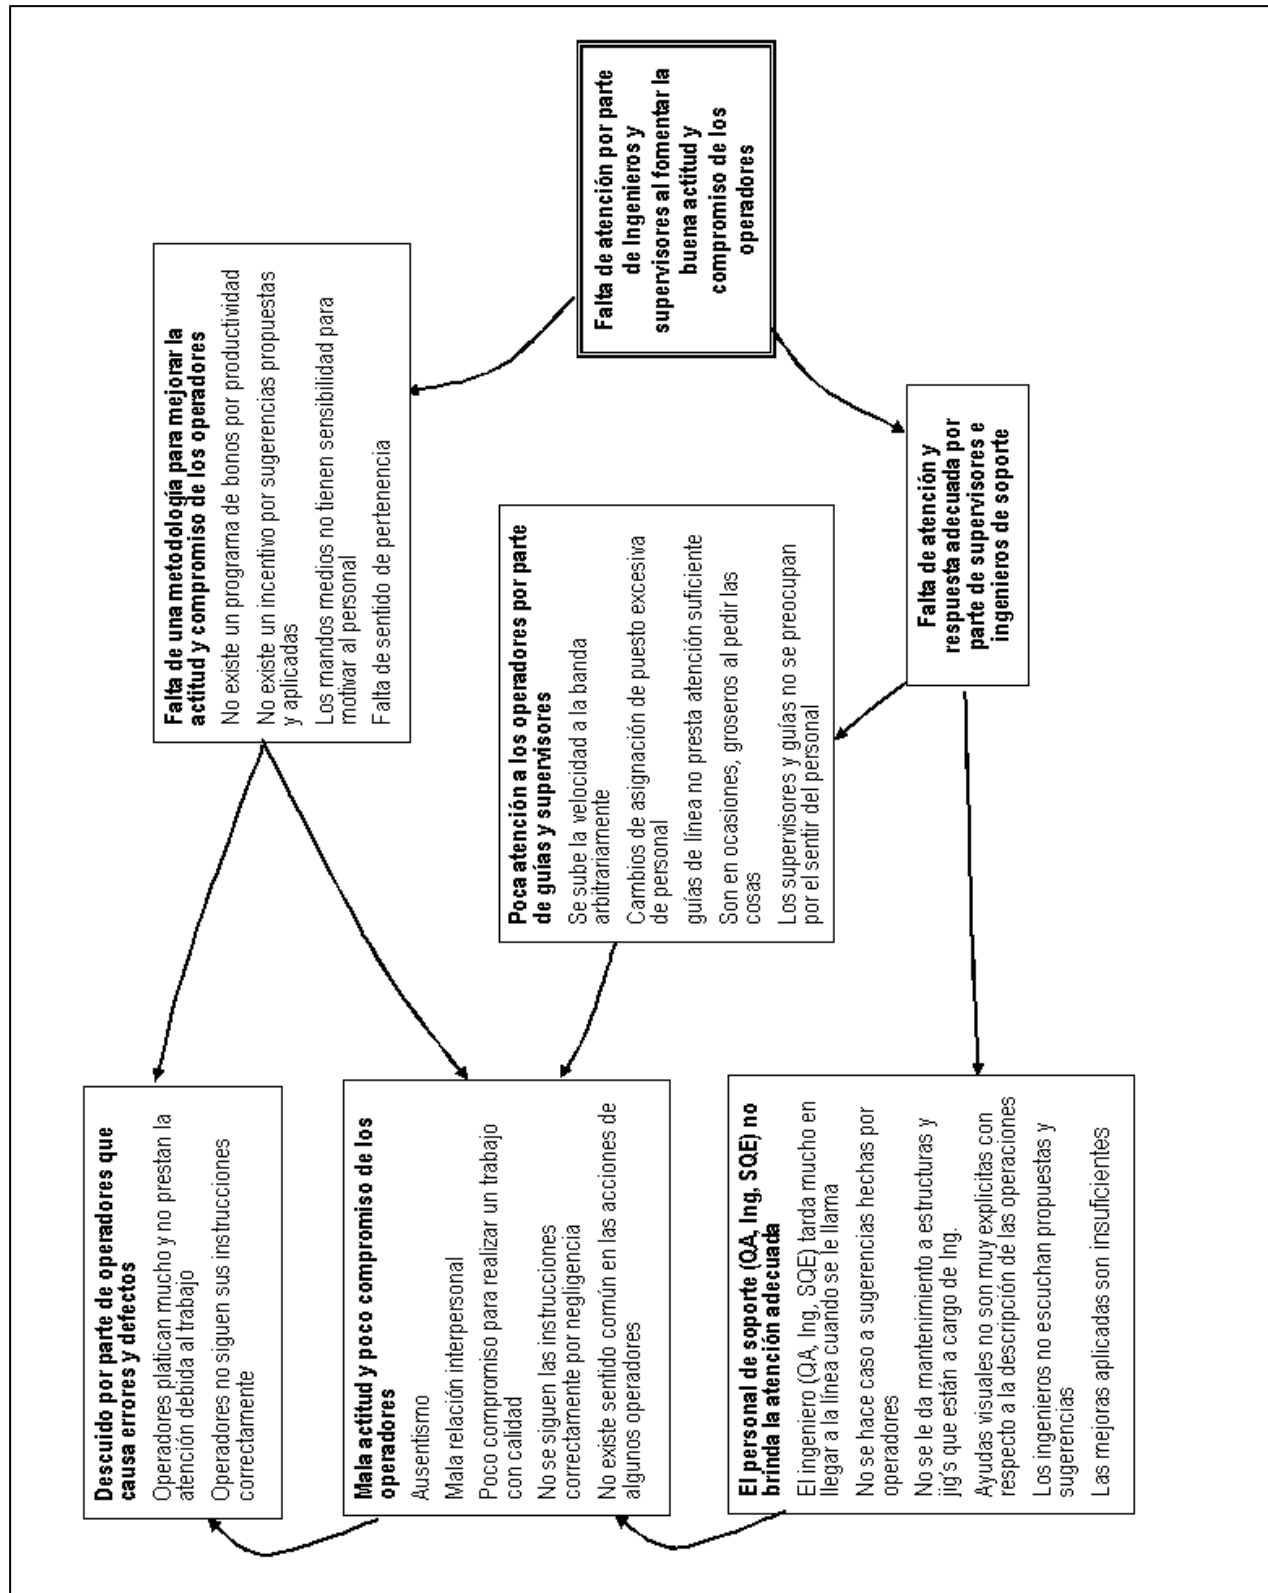 Descuido por parte de operadores que
causa errores y defectos
Operadores platican mucho y no prestan la
atención debida al trabajo
Operadores no siguen sus instrucciones
correctamente
Falta de una metodología para mejorar la
actitud y compromiso de los operadores
No existe un programa de bonos por productividad
No existe un incentivo por sugerencias propuestas
y aplicadas
Los mandos medios no tienen sensibilidad para
motivar al personal
Falta de sentido de pertenencia
Mala actitud y poco compromiso de los
operadores
Ausentismo
Mala relación interpersonal
Poco compromiso para realizar un trabajo
con calidad
No se siguen las instrucciones
correctamente por negligencia
No existe sentido común en las acciones de
algunos operadores
Poca atención a los operadores por parte
de guías y supervisores
Se sube la velocidad a la banda
arbitrariamente
Cambios de asignación de puesto excesiva
de personal
guías de línea no presta atención suficiente
Son en ocasiones, groseros al pedir las
cosas
Los supervisores y guías no se preocupan
por el sentir del personal
Falta de atención por parte
de Ingenieros y
supervisores al fomentar la
buena actitud y
compromiso de los
operadores
El personal de soporte (QA, Ing, SQE) no
brinda la atención adecuada
El ingeniero (QA, Ing, SQE) tarda mucho en
llegar a la línea cuando se le llama
No se hace caso a sugerencias hechas por
operadores
No se le da mantenimiento a estructuras y
jig's que están a cargo de Ing.
Ayudas visuales no son muy explicitas con
respecto a la descripción de las operaciones
Los ingenieros no escuchan propuestas y
sugerencias
Las mejoras aplicadas son insuficientes
Falta de atención y
respuesta adecuada por
parte de supervisores e
ingenieros de soporte